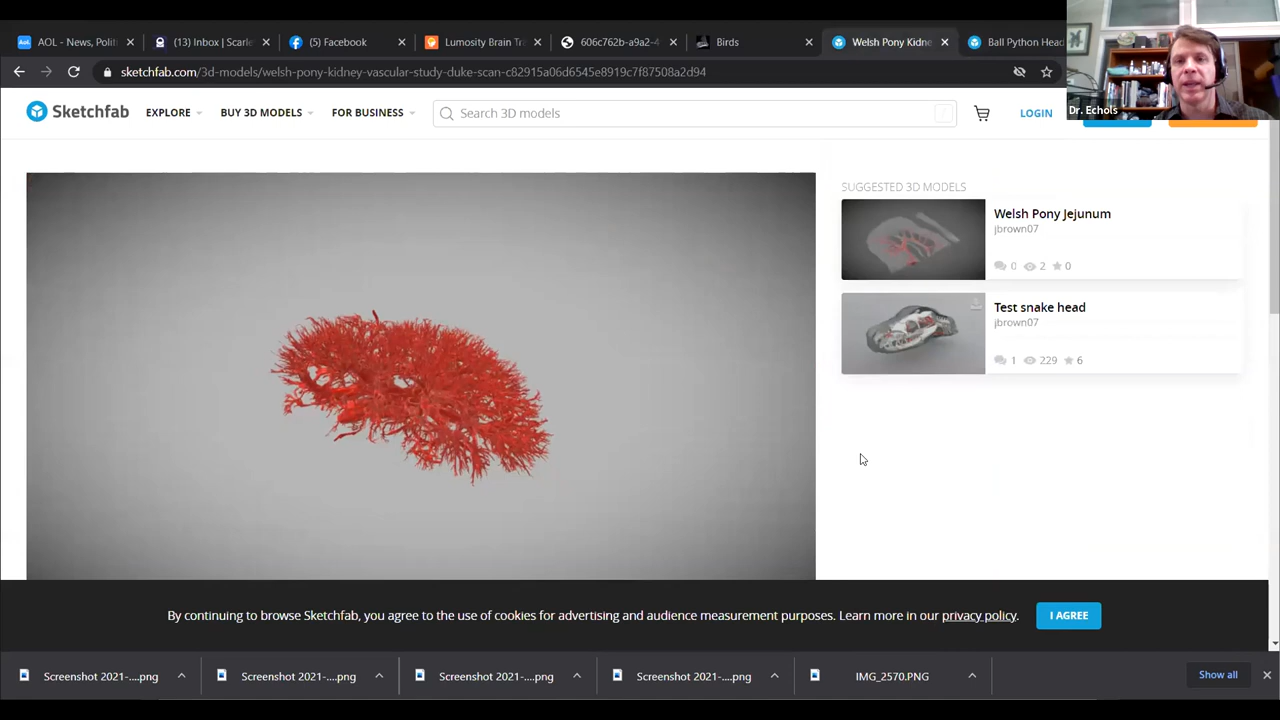 AOL - News, Polit
(13) Inbox | Scarle
(5) Facebook
Lumosity Brain Tr
606c762b-a9a2-4
Birds
Welsh Pony Kidne
Ball Python Head
sketchfab.com/3d-models/welsh-pony-kidney-vascular-study-duke-scan-c82915a06d6545e8919c7f87508a2d94
Dr. Echols
Sketchfab
EXPLORE
BUY 3D MODELS
FOR BUSINESS
Search 3D models
LOGIN
SUGGESTED 3D MODELS
Welsh Pony Jejunum
jbrown07
0 2 0
Test snake head
jbrown07
1 229 6
By continuing to browse Sketchfab, you agree to the use of cookies for advertising and audience measurement purposes. Learn more in our privacy policy.
I AGREE
Screenshot 2021-....png
Screenshot 2021-....png
Screenshot 2021-....png
Screenshot 2021-....png
IMG_2570.PNG
Show all